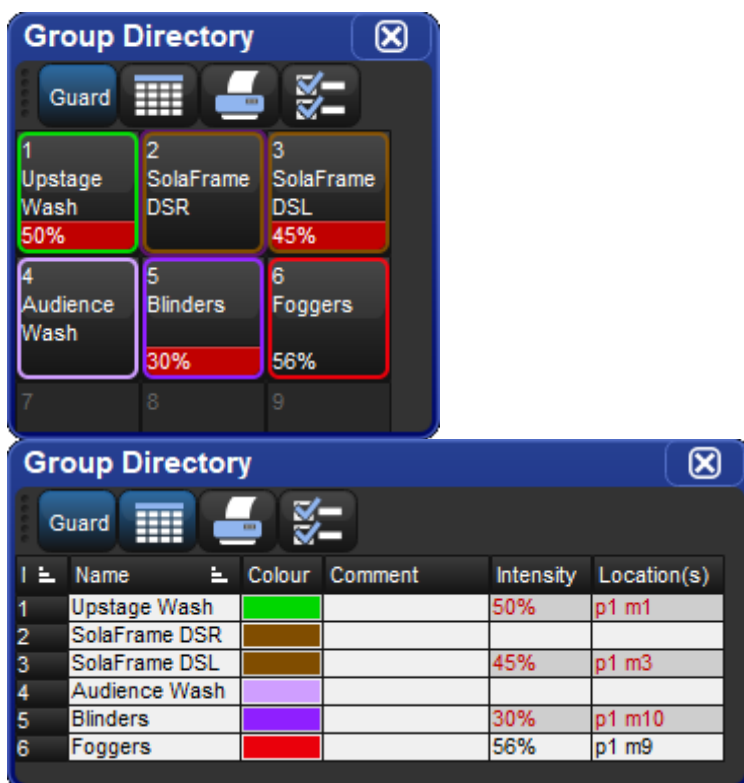 Group Directory
Guard
1 2 3
Upstage SolaFrame SolaFrame
Wash DSR DSL
50% 45%
4 5 6
Audience Blinders Foggers
Wash
30% 56%
7 8 9
Group Directory
Guard
I Name Colour Comment Intensity Location(s)
1 Upstage Wash 50% p1 m1
2 SolaFrame DSR
3 SolaFrame DSL 45% p1 m3
4 Audience Wash
5 Blinders 30% p1 m10
6 Foggers 56% p1 m9